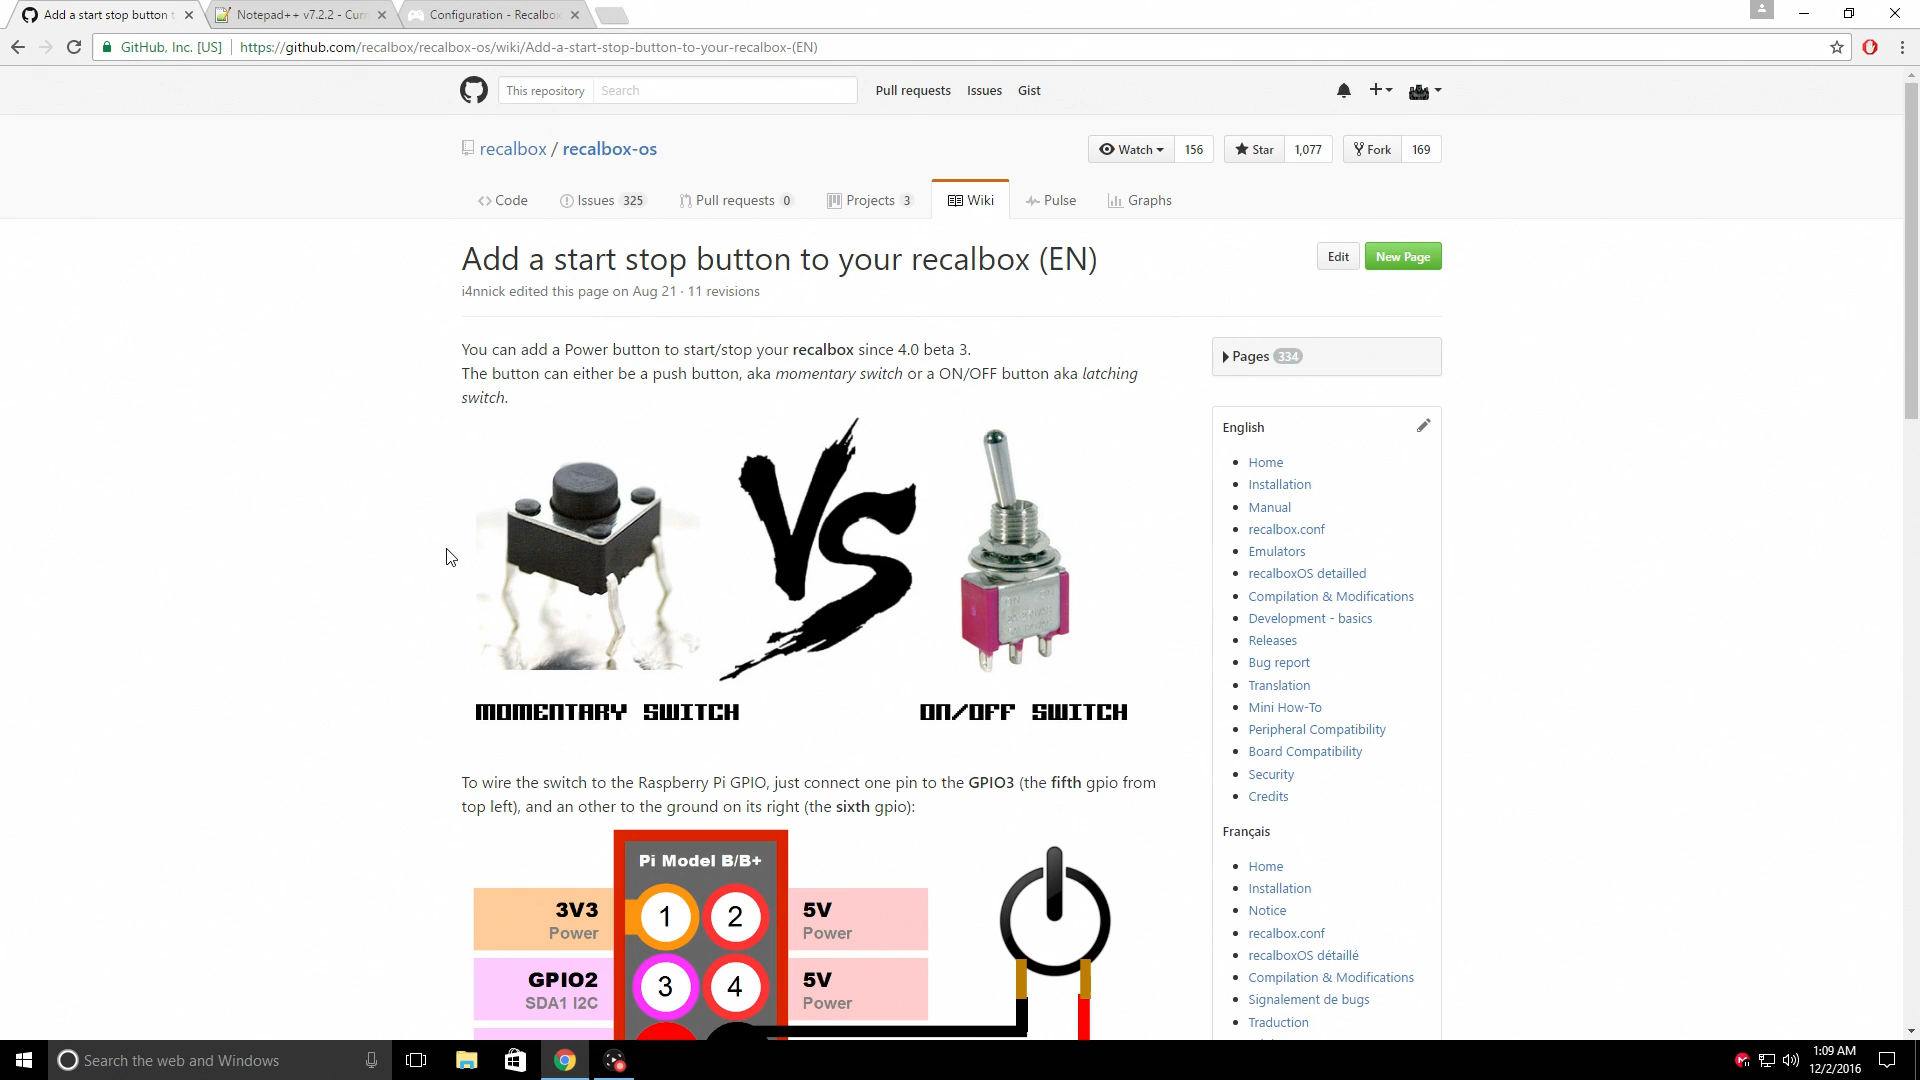 Add a start stop button t
Notepad++ v7.2.2 - Curr
Configuration - Recalbox
GitHub, Inc. [US]
https://github.com/recalbox/recalbox-os/wiki/Add-a-start-stop-button-to-your-recalbox-(EN)
This repository
Search
Pull requests
Issues
Gist
recalbox / recalbox-os
Watch 156
Star 1,077
Fork 169
Code
Issues 325
Pull requests 0
Projects 3
Wiki
Pulse
Graphs
Add a start stop button to your recalbox (EN)
Edit
New Page
i4nnick edited this page on Aug 21 · 11 revisions
You can add a Power button to start/stop your recalbox since 4.0 beta 3.
The button can either be a push button, aka momentary switch or a ON/OFF button aka latching
switch.
VS
MOMENTARY SWITCH
ON/OFF SWITCH
To wire the switch to the Raspberry Pi GPIO, just connect one pin to the GPIO3 (the fifth gpio from
top left), and an other to the ground on its right (the sixth gpio):
Pi Model B/B+
3V3
Power
1
2
5V
Power
GPIO2
SDA1 I2C
3
4
5V
Power
Pages 334
English
Home
Installation
Manual
recalbox.conf
Emulators
recalboxOS detailled
Compilation & Modifications
Development - basics
Releases
Bug report
Translation
Mini How-To
Peripheral Compatibility
Board Compatibility
Security
Credits
Français
Home
Installation
Notice
recalbox.conf
recalboxOS détaillé
Compilation & Modifications
Signalement de bugs
Traduction
Search the web and Windows
1:09 AM
12/2/2016